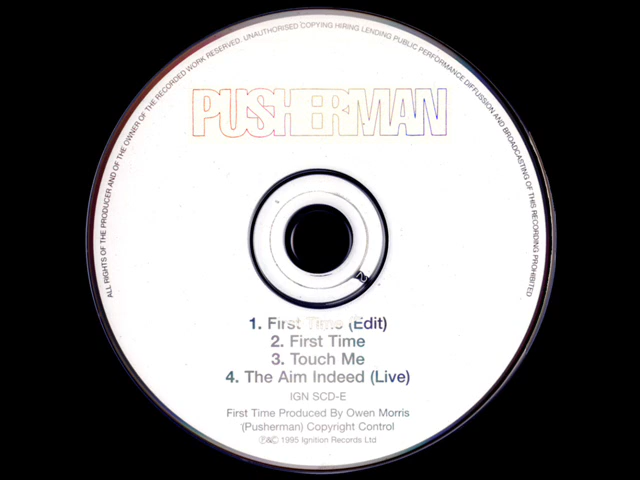 ALL RIGHTS OF THE PRODUCER AND OF THE OWNER OF THE RECORDED WORK RESERVED. UNAUTHORISED COPYING HIRING LENDING PUBLIC PERFORMANCE DIFFUSSION AND BROADCASTING OF THIS RECORDING PROHIBITED
PUSHERMAN
1. First Time (Edit)
2. First Time
3. Touch Me
4. The Aim Indeed (Live)
IGN SCD-E
First Time Produced By Owen Morris
(Pusherman) Copyright Control
℗&© 1995 Ignition Records Ltd